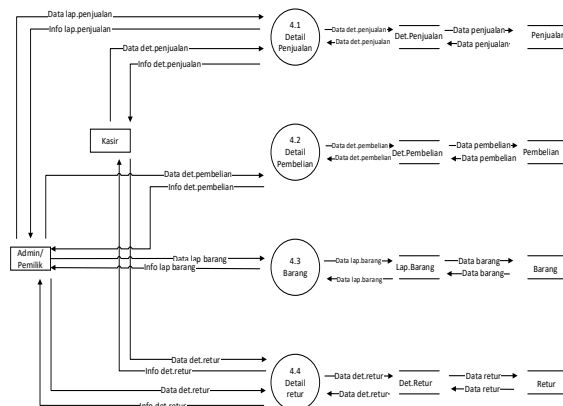 Data lap.penjualan
Info lap.penjualan
Data det.penjualan
Info det.penjualan
4.1
Detail
Penjualan
Data det.penjualan
Data det.penjualan
Det.Penjualan
Data penjualan
Data penjualan
Penjualan
Kasir
4.2
Detail
Pembelian
Data det.pembelian
Data det.pembelian
Det.Pembelian
Data pembelian
Data pembelian
Pembelian
Data det.pembelian
Info det.pembelian
Admin/
Pemilik
Data lap barang
Info lap barang
4.3
Barang
Data lap.barang
Data lap.barang
Lap.Barang
Data barang
Data barang
Barang
Data det.retur
Info det.retur
Data det.retur
Info det.retur
4.4
Detail
retur
Data det.retur
Data det.retur
Det.Retur
Data retur
Data retur
Retur